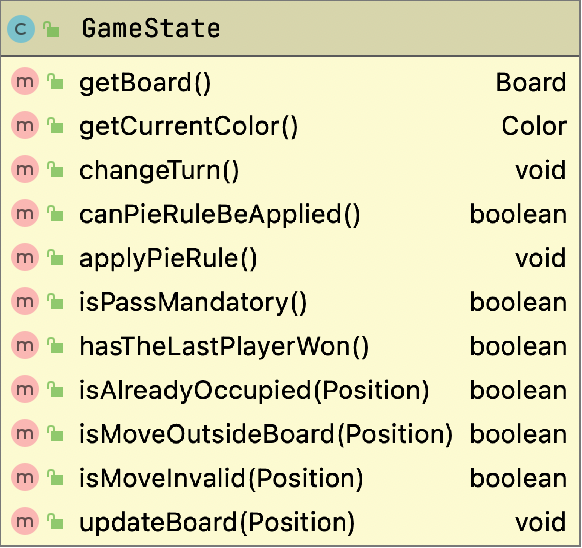 C GameState
m getBoard() Board
m getCurrentColor() Color
m changeTurn() void
m canPieRuleBeApplied() boolean
m applyPieRule() void
m isPassMandatory() boolean
m hasTheLastPlayerWon() boolean
m isAlreadyOccupied(Position) boolean
m isMoveOutsideBoard(Position) boolean
m isMoveInvalid(Position) boolean
m updateBoard(Position) void